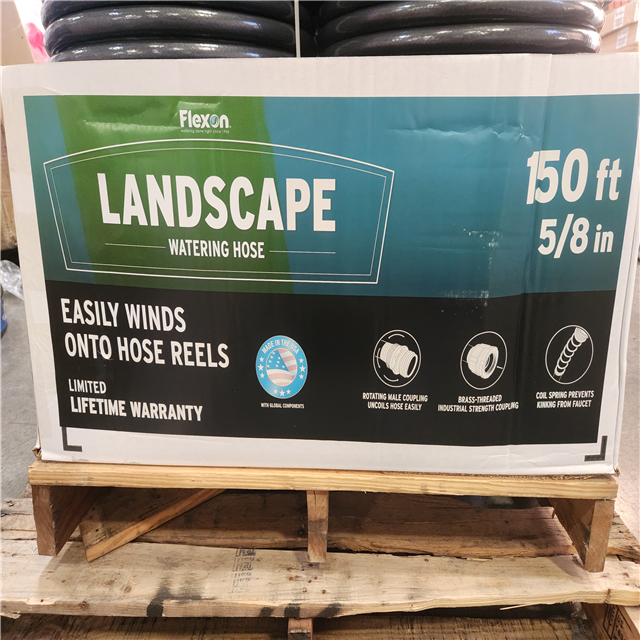 Flexon
LANDSCAPE
WATERING HOSE
150 ft
5/8 in
EASILY WINDS
ONTO HOSE REELS
LIMITED
LIFETIME WARRANTY
MADE IN THE USA
WITH GLOBAL COMPONENTS
ROTATING MALE COUPLING
UNCOILS HOSE EASILY
BRASS-THREADED
INDUSTRIAL STRENGTH COUPLING
COIL SPRING PREVENTS
KINKNG FROM FAUCET